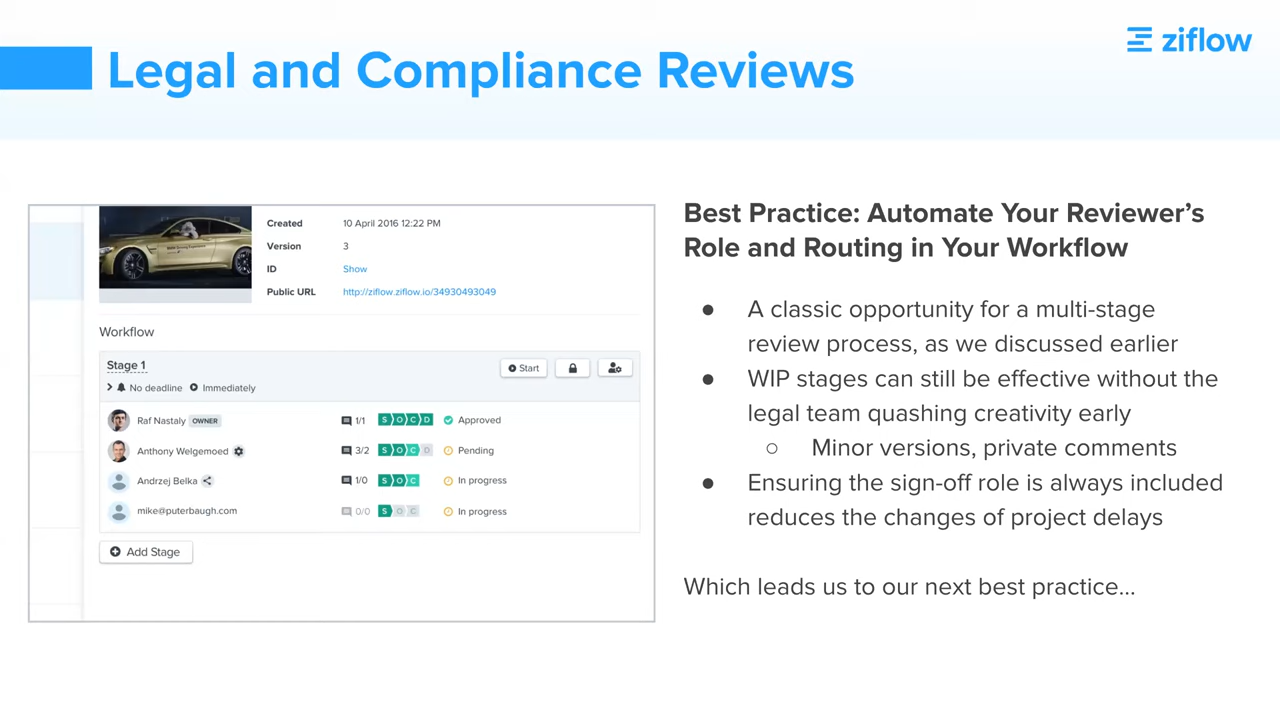 Legal and Compliance Reviews
ziflow
Created 10 April 2016 12:22 PM
Version 3
ID Show
Public URL http://ziflow.ziflow.io/34930493049
Workflow
Stage 1
Start
No deadline Immediately
Raf Nastaly OWNER 1/1 S O C D Approved
Anthony Welgemoed 3/2 S O C D Pending
Andrzej Belka 1/0 S O C In progress
mike@puterbaugh.com 0/0 S O C In progress
Add Stage
Best Practice: Automate Your Reviewer’s
Role and Routing in Your Workflow
● A classic opportunity for a multi-stage
review process, as we discussed earlier
● WIP stages can still be effective without the
legal team quashing creativity early
○ Minor versions, private comments
● Ensuring the sign-off role is always included
reduces the changes of project delays
Which leads us to our next best practice...